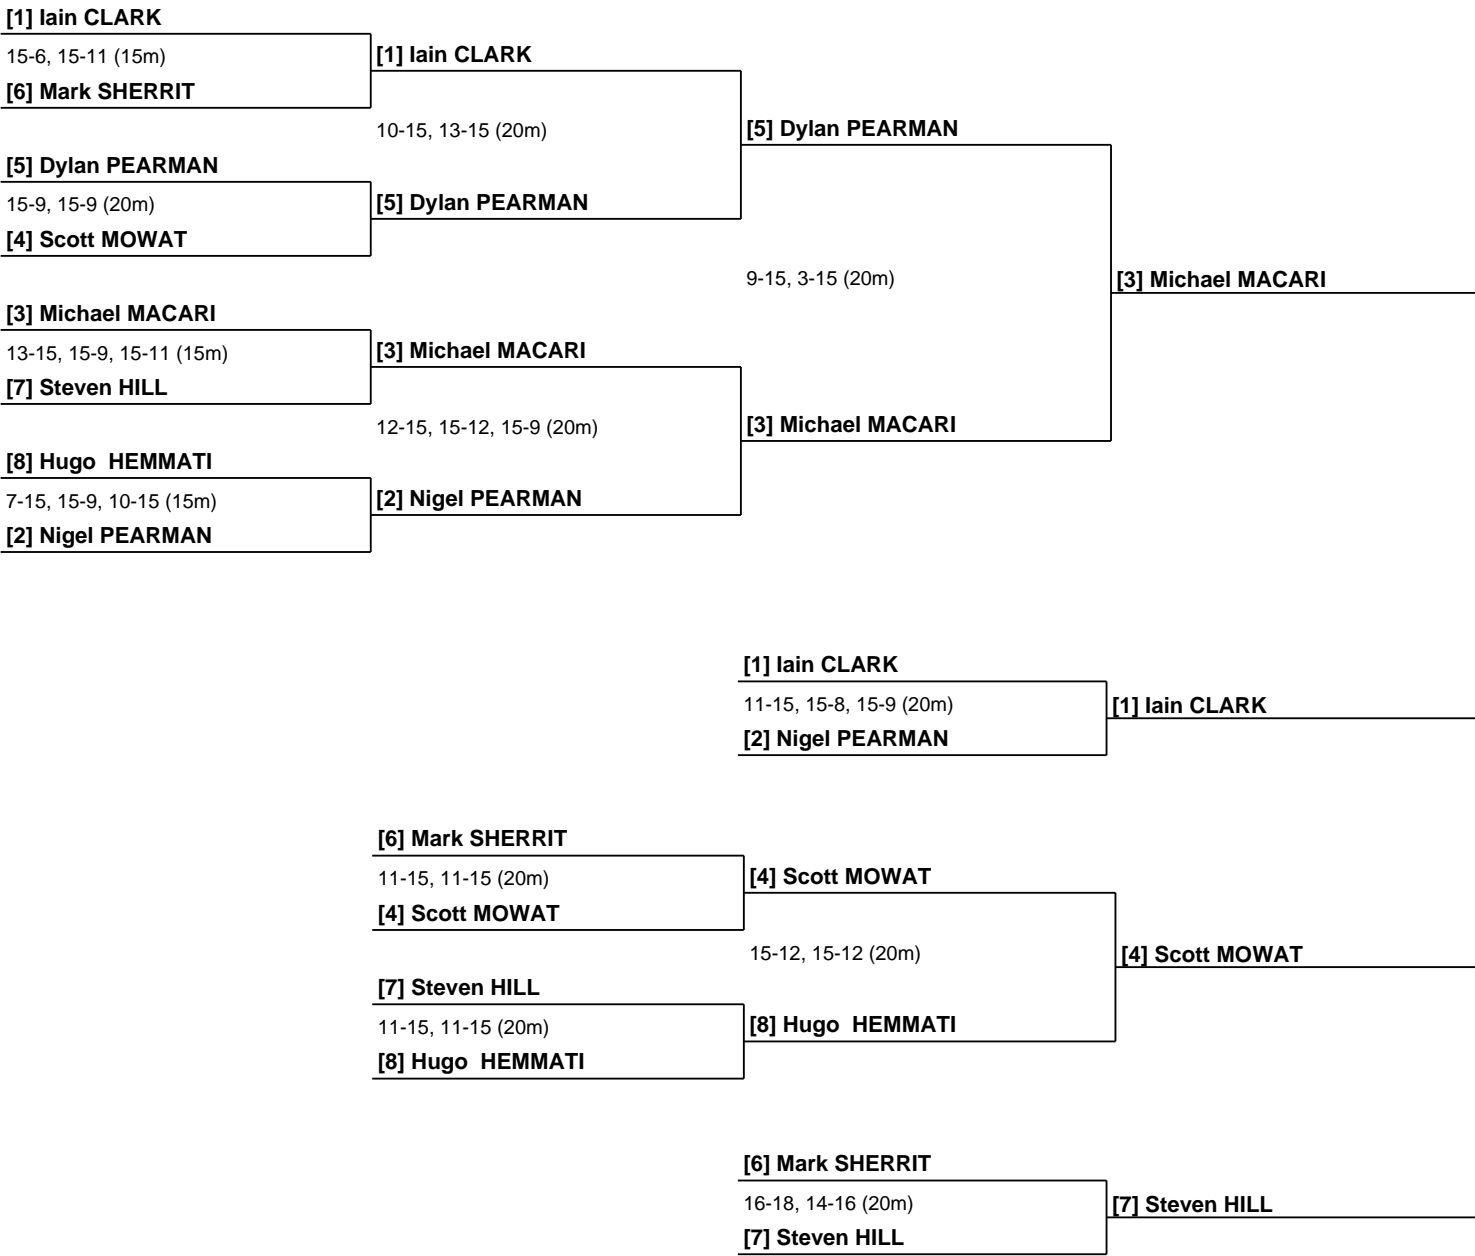 [1] Iain CLARK
15-6, 15-11 (15m)
[6] Mark SHERRIT
[1] Iain CLARK
10-15, 13-15 (20m)
[5] Dylan PEARMAN
[5] Dylan PEARMAN
15-9, 15-9 (20m)
[4] Scott MOWAT
[5] Dylan PEARMAN
9-15, 3-15 (20m)
[3] Michael MACARI
[3] Michael MACARI
13-15, 15-9, 15-11 (15m)
[7] Steven HILL
[3] Michael MACARI
12-15, 15-12, 15-9 (20m)
[3] Michael MACARI
[8] Hugo  HEMMATI
7-15, 15-9, 10-15 (15m)
[2] Nigel PEARMAN
[2] Nigel PEARMAN
[1] Iain CLARK
11-15, 15-8, 15-9 (20m)
[2] Nigel PEARMAN
[1] Iain CLARK
[6] Mark SHERRIT
11-15, 11-15 (20m)
[4] Scott MOWAT
[4] Scott MOWAT
15-12, 15-12 (20m)
[4] Scott MOWAT
[7] Steven HILL
11-15, 11-15 (20m)
[8] Hugo  HEMMATI
[8] Hugo  HEMMATI
[6] Mark SHERRIT
16-18, 14-16 (20m)
[7] Steven HILL
[7] Steven HILL